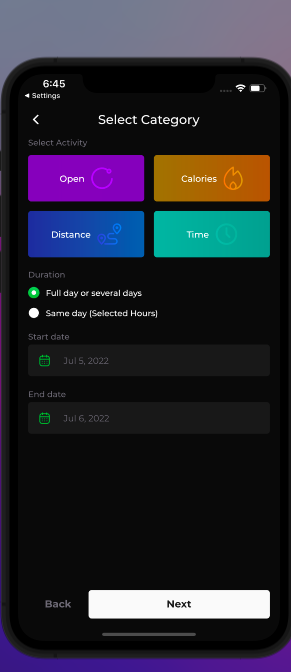 6:45
◀ Settings
Select Category
Select Activity
Open
Calories
Distance
Time
Duration
Full day or several days
Same day (Selected Hours)
Start date
Jul 5, 2022
End date
Jul 6, 2022
Back
Next